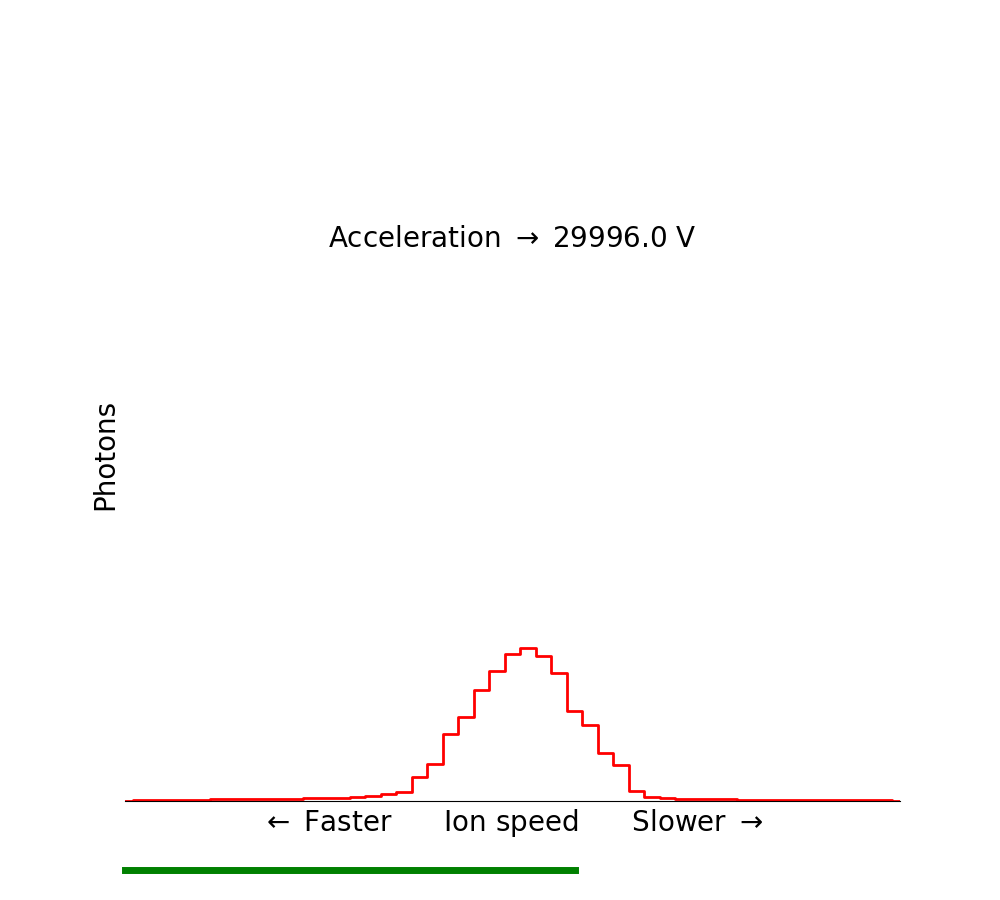 Acceleration → 29996.0 V
Photons
← Faster Ion speed Slower →